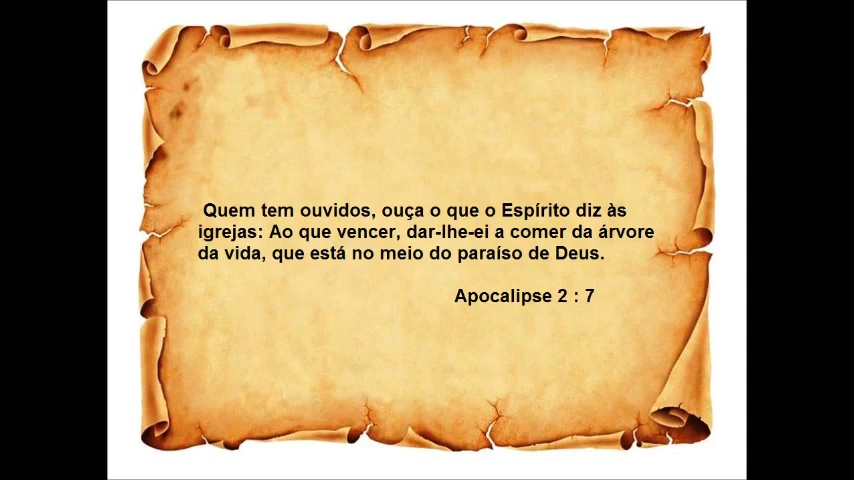 Quem tem ouvidos, ouça o que o Espírito diz às
igrejas: Ao que vencer, dar-lhe-ei a comer da árvore
da vida, que está no meio do paraíso de Deus.
Apocalipse 2 : 7